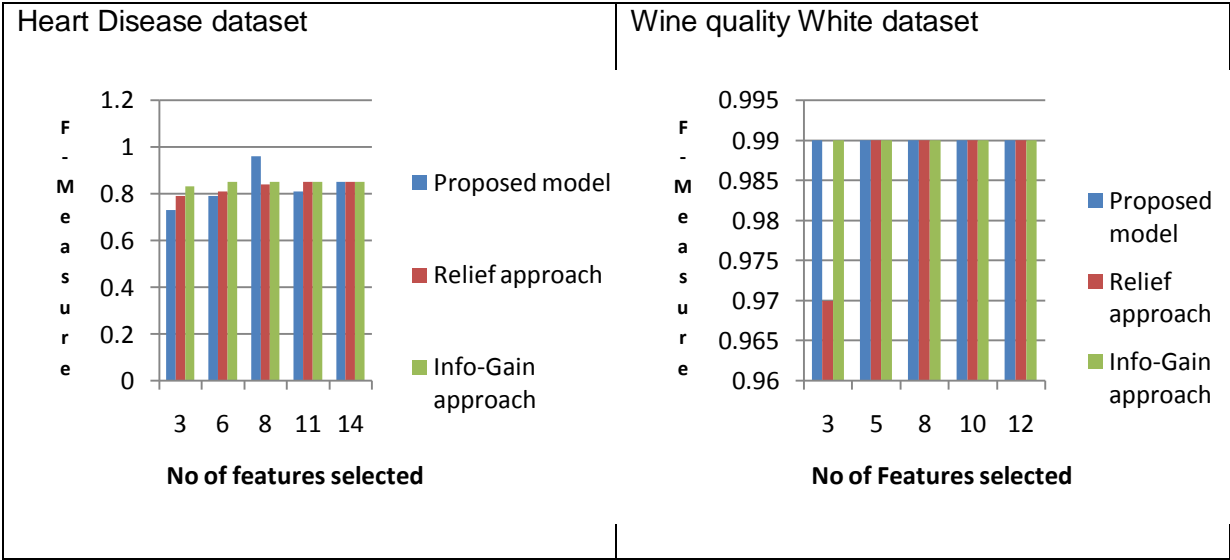 Heart Disease dataset
F-Measure
1.2
1
0.8
0.6
0.4
0.2
0
3 6 8 11 14
No of features selected
Proposed model
Relief approach
Info-Gain
approach
Wine quality White dataset
F-Measure
0.995
0.99
0.985
0.98
0.975
0.97
0.965
0.96
3 5 8 10 12
No of Features selected
Proposed
model
Relief
approach
Info-Gain
approach